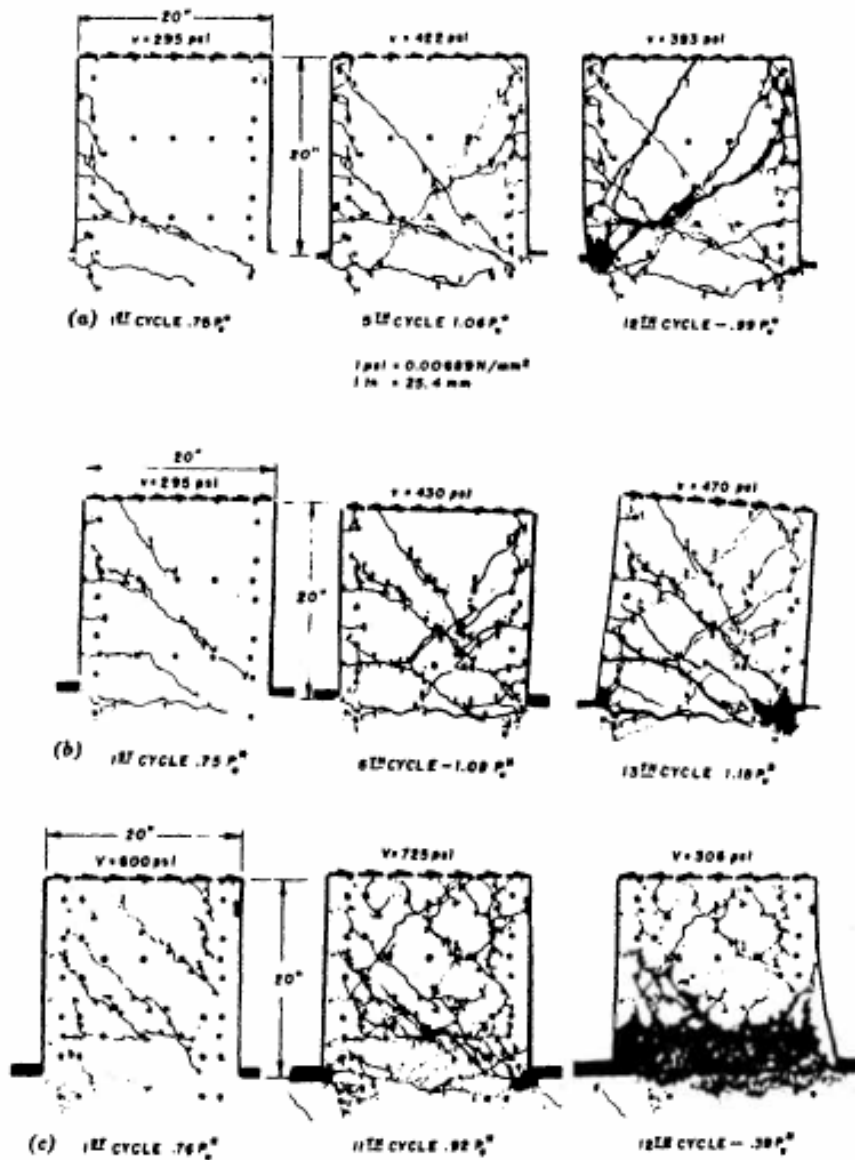 20"
v = 295 psi
v = 422 psi
v = 393 psi
20"
(a) 1ST CYCLE .75 Pu*
5TH CYCLE 1.06 Pu*
12TH CYCLE - .99 Pu*
1 psi = 0.00689 N/mm2
1 in = 25.4 mm
20"
v = 295 psi
v = 430 psi
v = 470 psi
20"
(b) 1ST CYCLE .75 Pu*
6TH CYCLE - 1.09 Pu*
13TH CYCLE 1.18 Pu*
20"
V = 600 psi
V = 725 psi
V = 306 psi
20"
(c) 1ST CYCLE .76 Pu*
11TH CYCLE .92 Pu*
12TH CYCLE - .39 Pu*